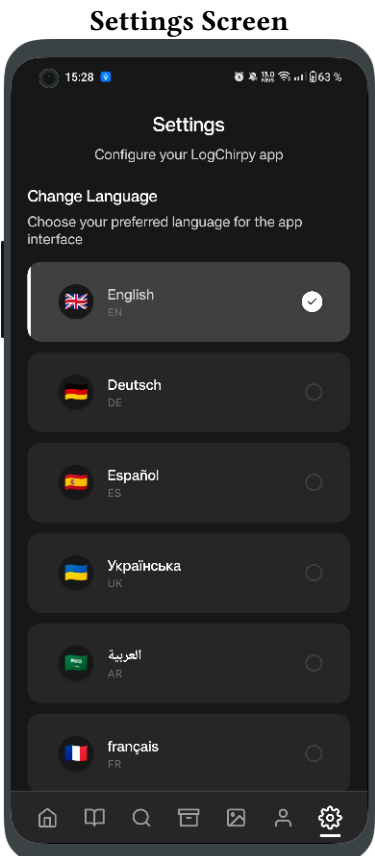 Settings Screen
15:28
63 %
Settings
Configure your LogChirpy app
Change Language
Choose your preferred language for the app
interface
English
EN
Deutsch
DE
Español
ES
Українська
UK
العربية
AR
français
FR